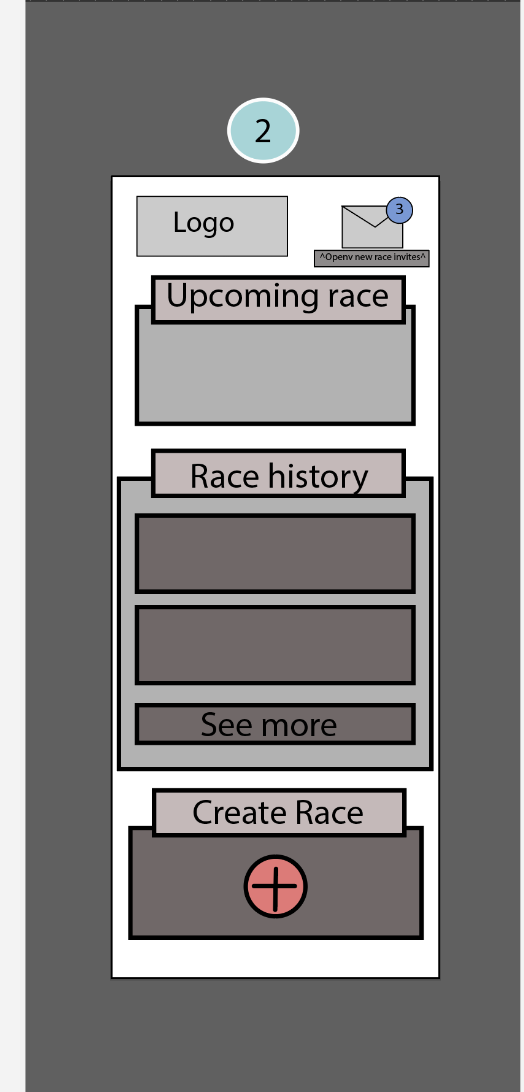 2
Logo
3
^Openv new race invites^
Upcoming race
Race history
See more
Create Race